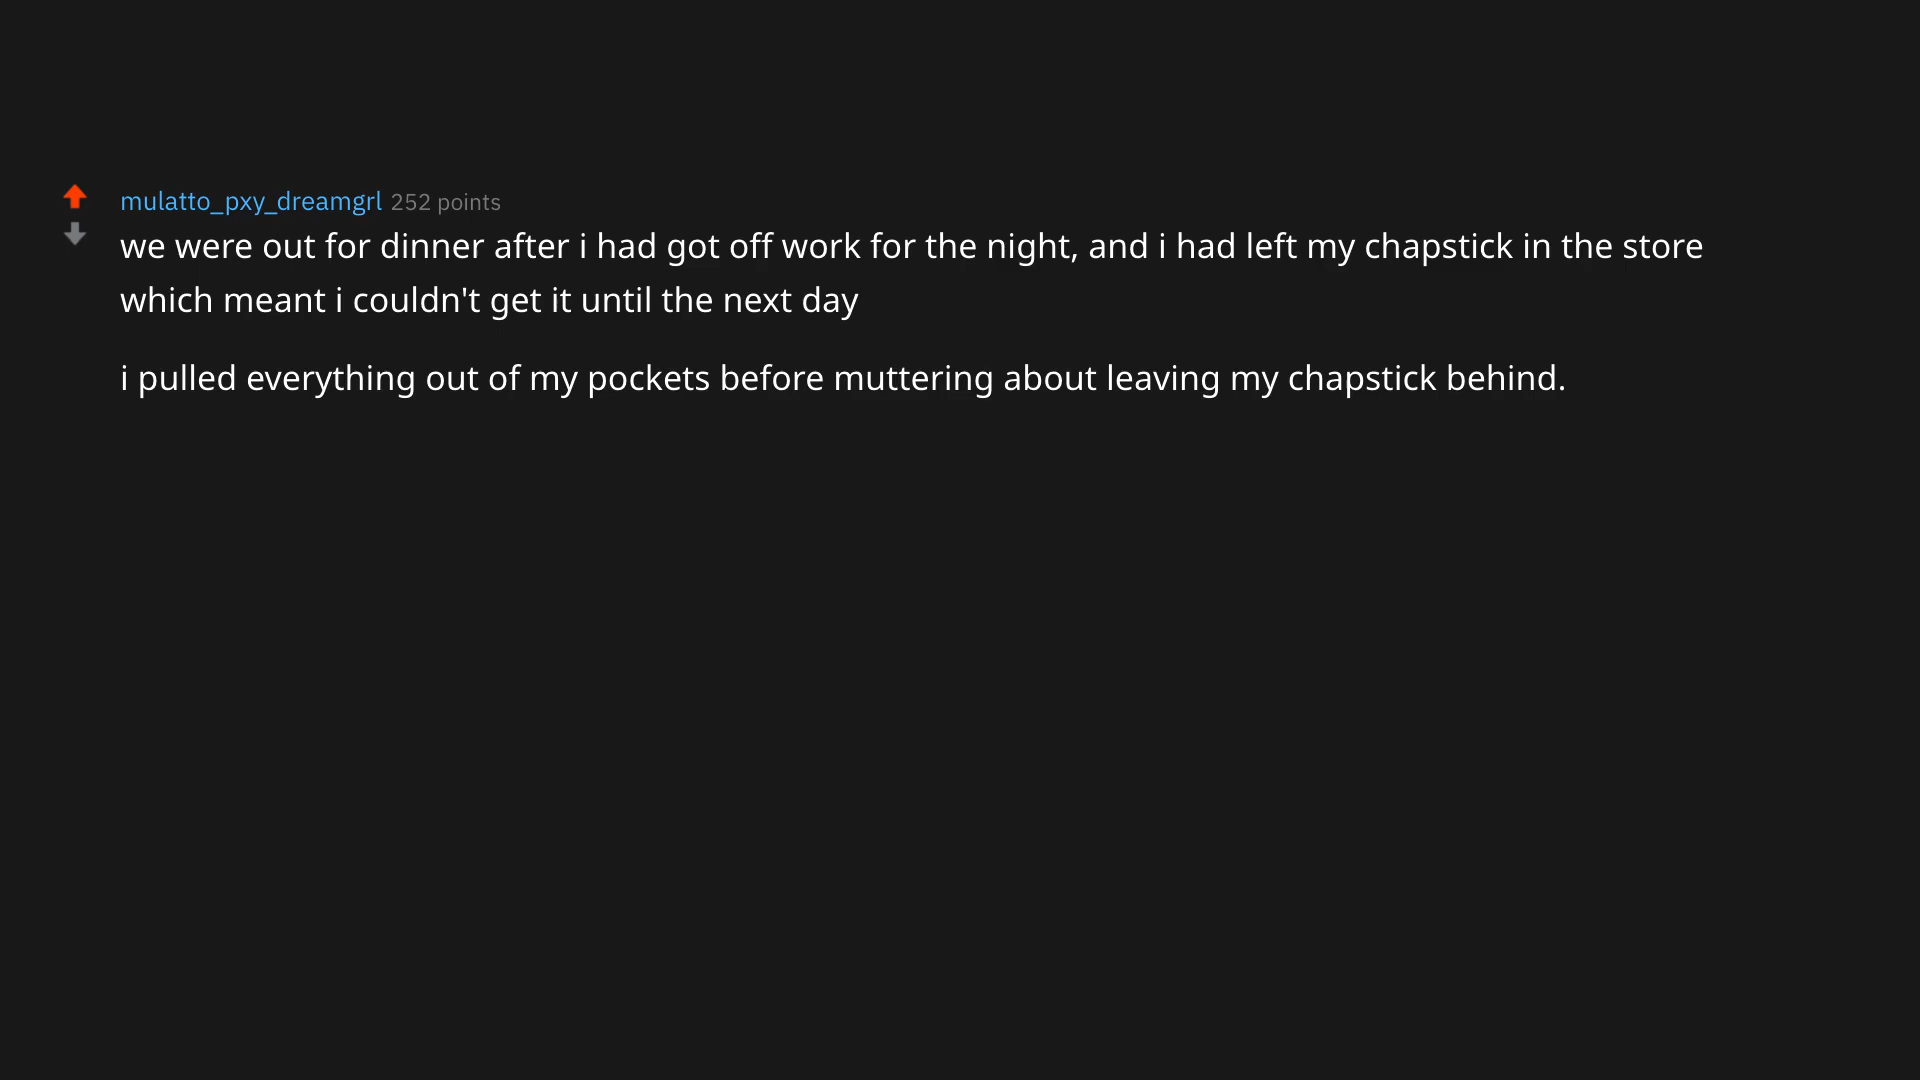 mulatto_pxy_dreamgrl 252 points
we were out for dinner after i had got off work for the night, and i had left my chapstick in the store
which meant i couldn't get it until the next day
i pulled everything out of my pockets before muttering about leaving my chapstick behind.